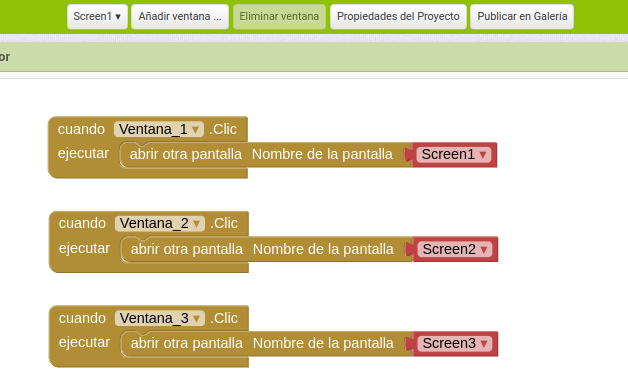 Screen1 ▾ Añadir ventana ... Eliminar ventana Propiedades del Proyecto Publicar en Galería
or
cuando Ventana_1 ▾ .Clic
ejecutar abrir otra pantalla Nombre de la pantalla Screen1 ▾
cuando Ventana_2 ▾ .Clic
ejecutar abrir otra pantalla Nombre de la pantalla Screen2 ▾
cuando Ventana_3 ▾ .Clic
ejecutar abrir otra pantalla Nombre de la pantalla Screen3 ▾